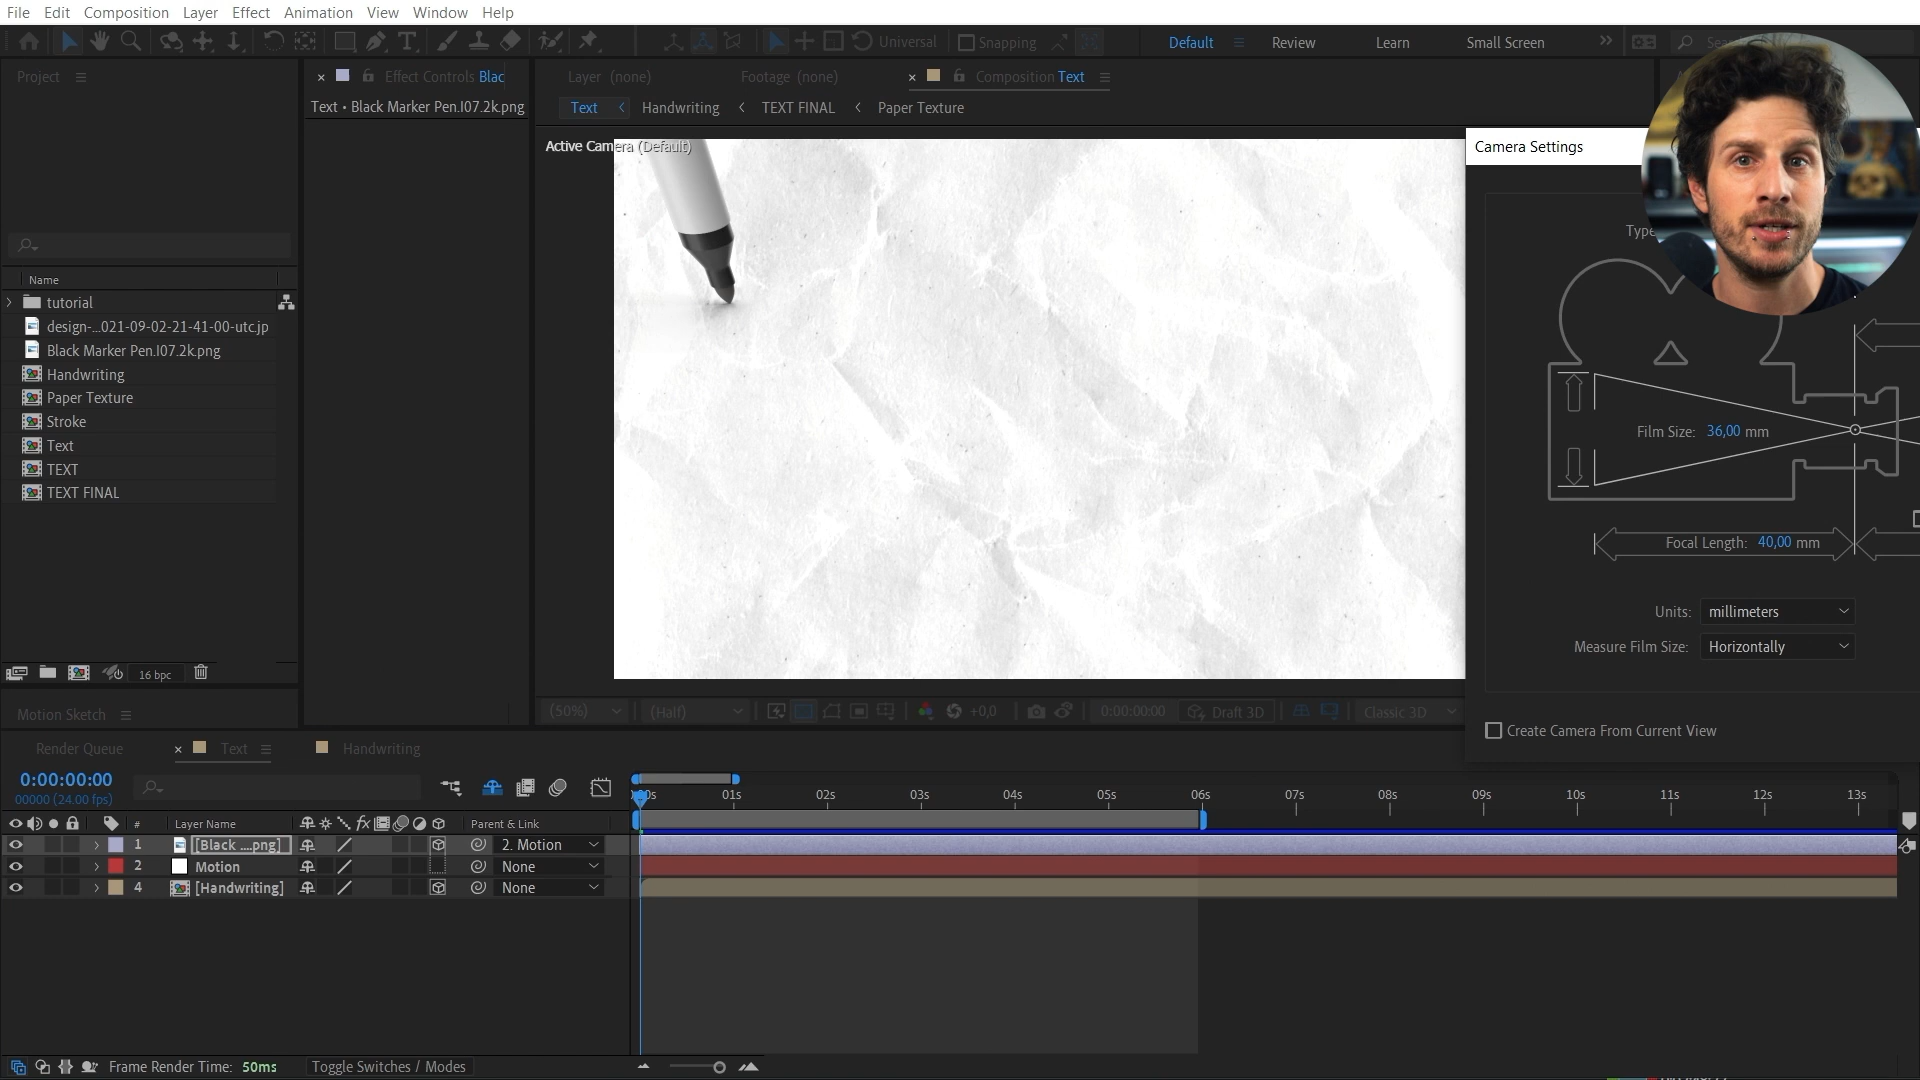 File Edit Composition Layer Effect Animation View Window Help
Universal Snapping Default Review Learn Small Screen
Project
Effect Controls Blac
Layer (none) Footage (none) Composition Text
Text • Black Marker Pen.I07.2k.png
Text Handwriting TEXT FINAL Paper Texture
Active Camera (Default)
Camera Settings
Type
Name
tutorial
design-...021-09-02-21-41-00-utc.jp
Black Marker Pen.I07.2k.png
Handwriting
Paper Texture
Stroke
Text
TEXT
TEXT FINAL
Film Size: 36,00 mm
Focal Length: 40,00 mm
Units: millimeters
Measure Film Size: Horizontally
Create Camera From Current View
16 bpc
Motion Sketch
(50%) (Half) +0,0 0:00:00:00 Draft 3D Classic 3D
Render Queue Text Handwriting
0:00:00:00
00000 (24.00 fps)
01s 02s 03s 04s 05s 06s 07s 08s 09s 10s 11s 12s 13s
# Layer Name Parent & Link
1 [Black ....png] 2. Motion
2 Motion None
4 [Handwriting] None
Frame Render Time: 50ms Toggle Switches / Modes